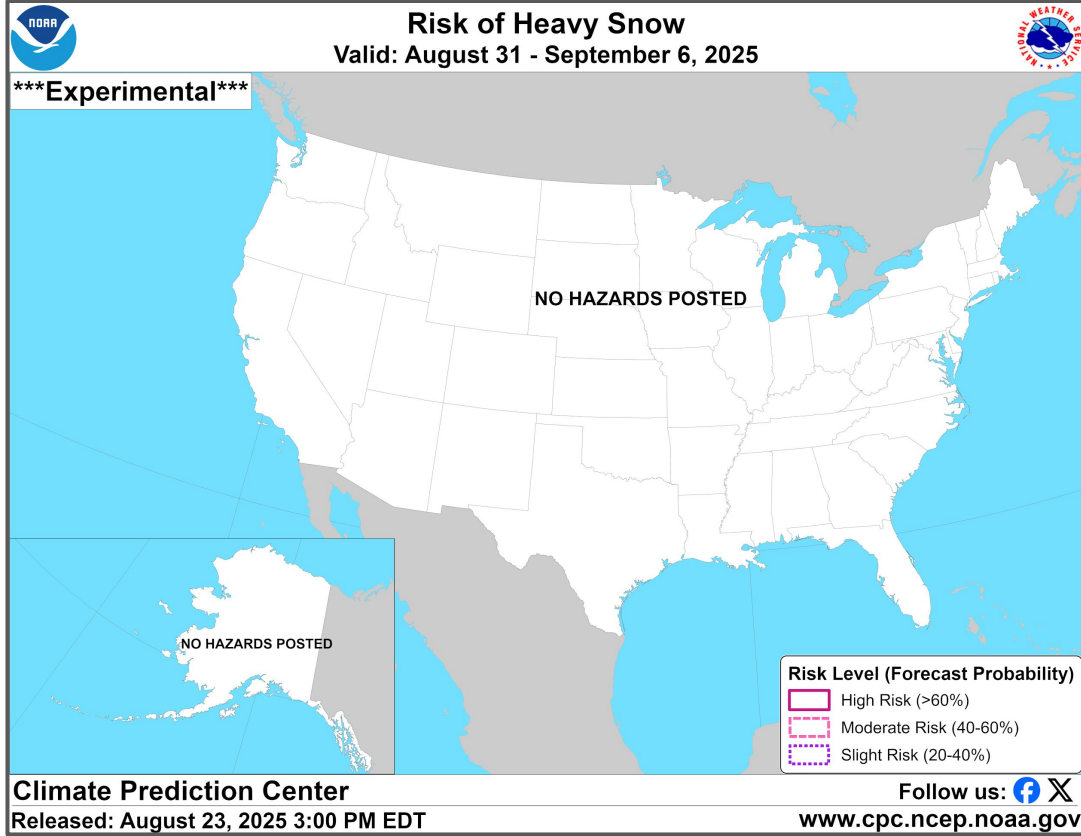 NOAA
Risk of Heavy Snow
Valid: August 31 - September 6, 2025
NATIONAL WEATHER SERVICE
***Experimental***
NO HAZARDS POSTED
NO HAZARDS POSTED
Risk Level (Forecast Probability)
High Risk (>60%)
Moderate Risk (40-60%)
Slight Risk (20-40%)
Climate Prediction Center
Follow us:
Released: August 23, 2025 3:00 PM EDT
www.cpc.ncep.noaa.gov